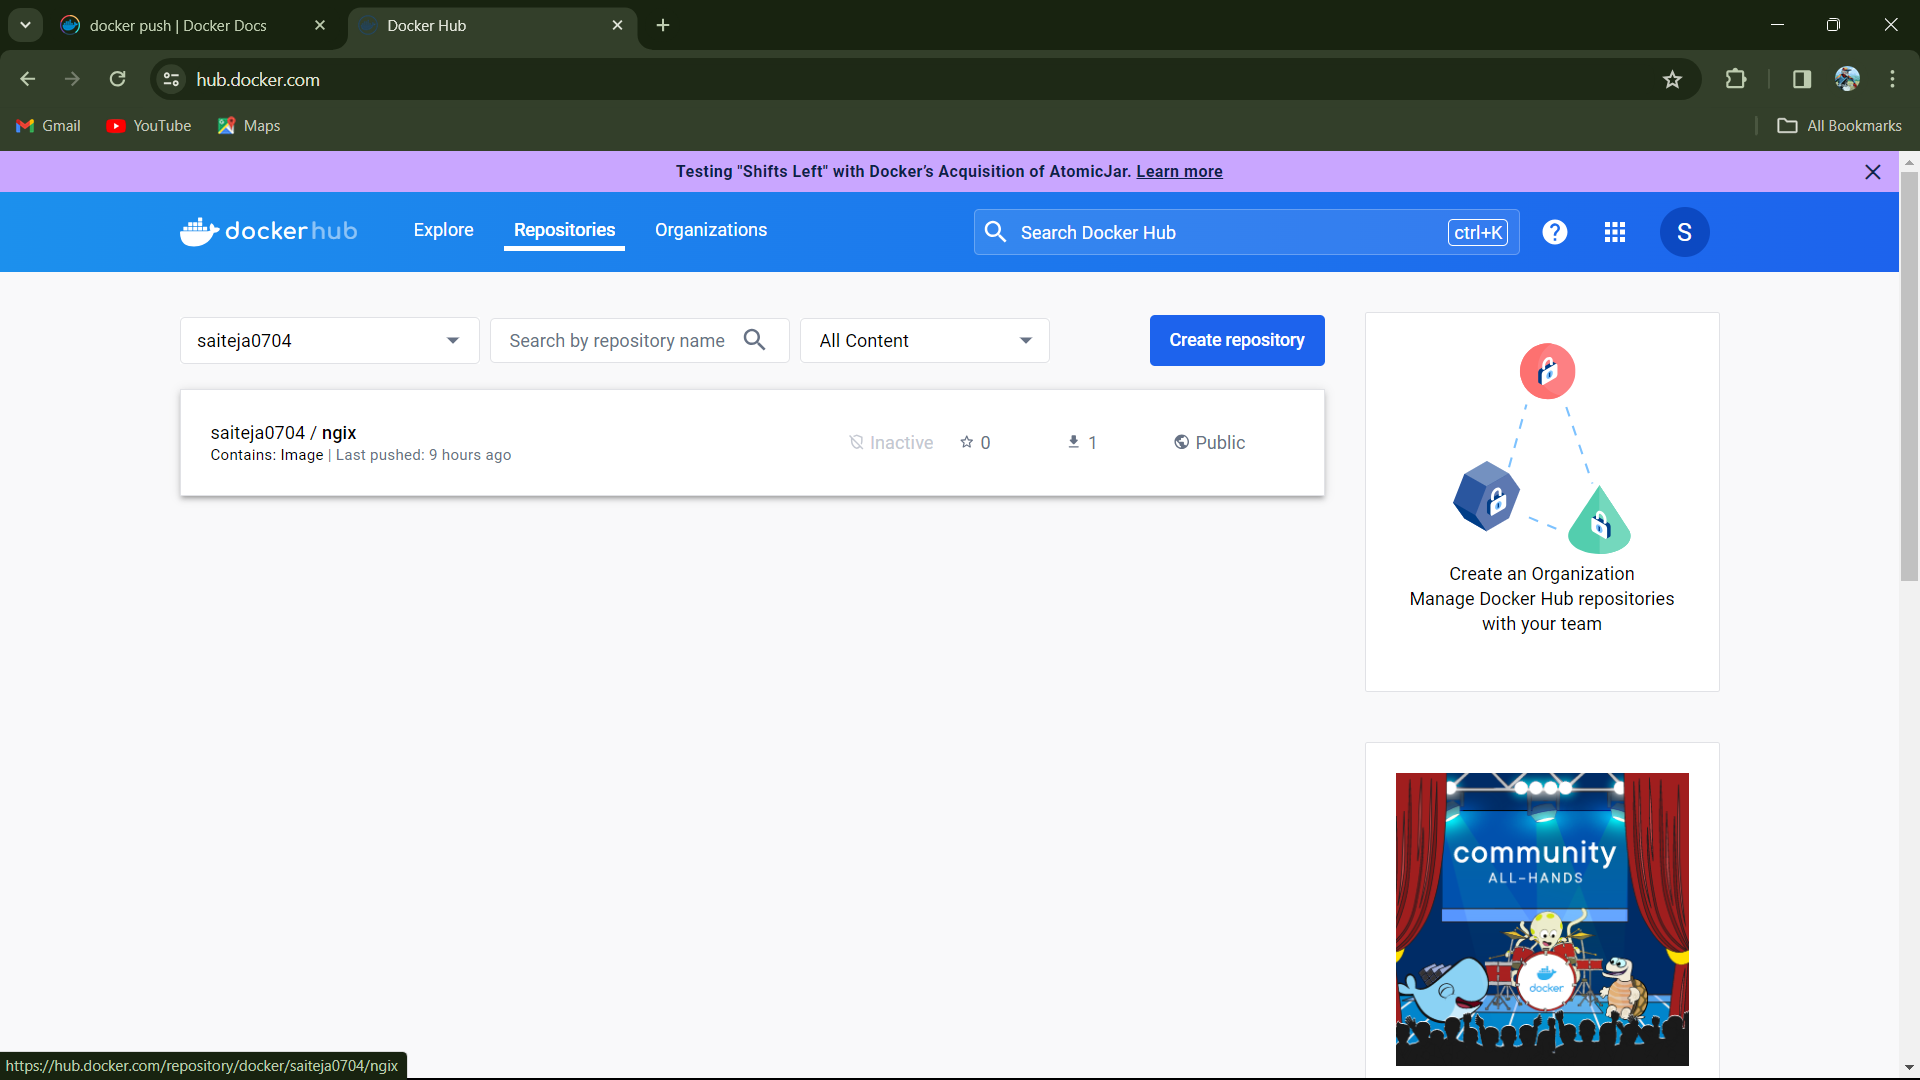 docker push | Docker Docs
Docker Hub
hub.docker.com
Gmail
YouTube
Maps
All Bookmarks
Testing "Shifts Left" with Docker’s Acquisition of AtomicJar. Learn more
dockerhub
Explore
Repositories
Organizations
Search Docker Hub
ctrl+K
S
saiteja0704
Search by repository name
All Content
Create repository
saiteja0704 / ngix
Contains: Image | Last pushed: 9 hours ago
Inactive
0
1
Public
Create an Organization
Manage Docker Hub repositories
with your team
community
ALL-HANDS
docker
https://hub.docker.com/repository/docker/saiteja0704/ngix